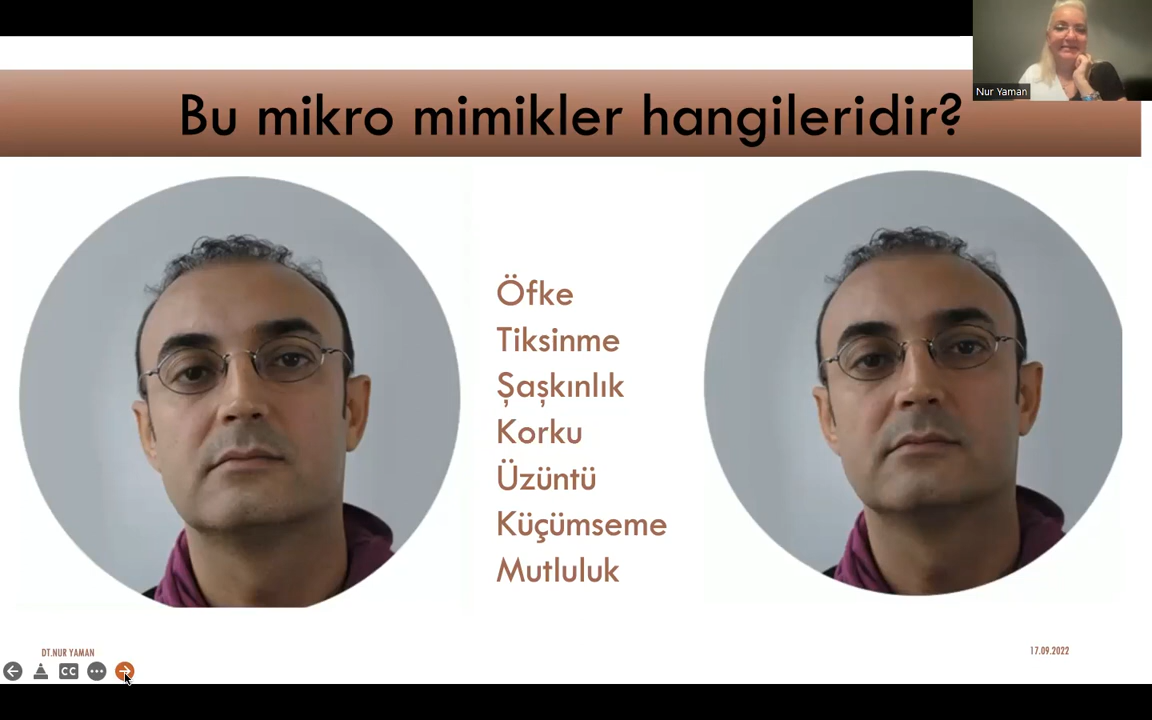 Nur Yaman
Bu mikro mimikler hangileridir?
Öfke
Tiksinme
Şaşkınlık
Korku
Üzüntü
Küçümseme
Mutluluk
DT.NUR YAMAN
17.09.2022
CC